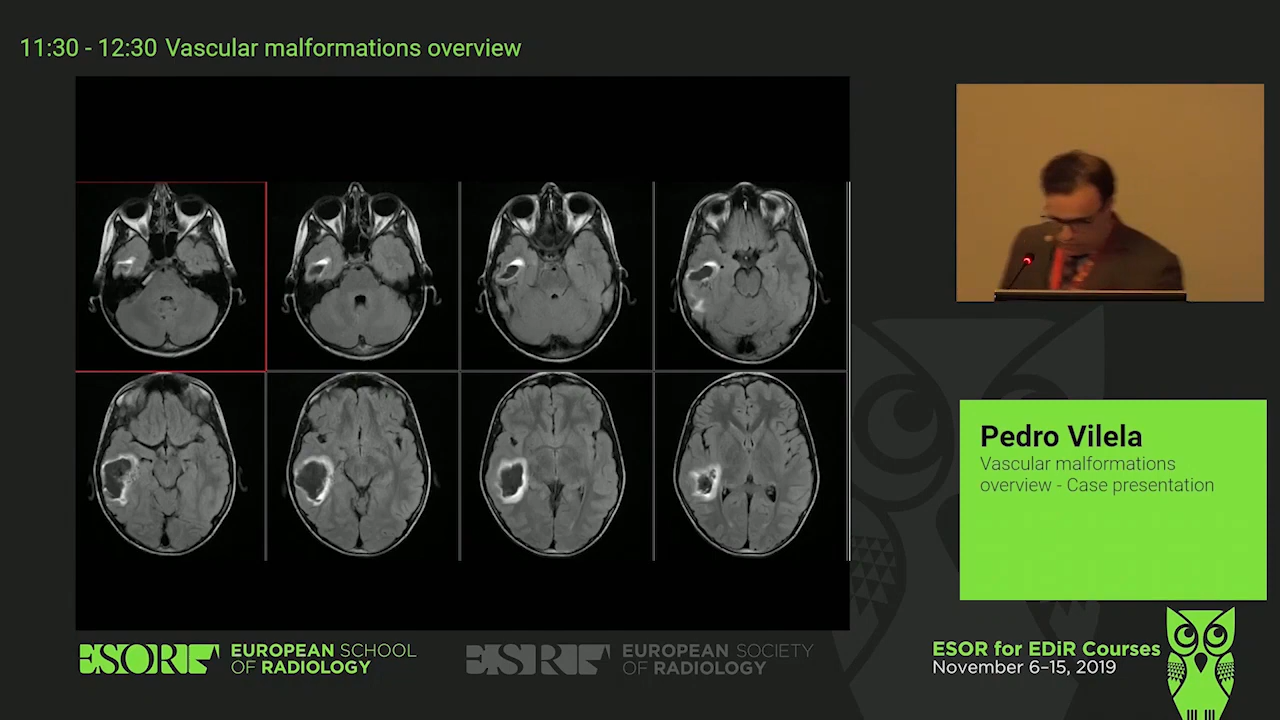 11:30 - 12:30 Vascular malformations overview
Pedro Vilela
Vascular malformations
overview - Case presentation
ESOR
EUROPEAN SCHOOL
OF RADIOLOGY
ESR
EUROPEAN SOCIETY
OF RADIOLOGY
ESOR for EDiR Courses
November 6–15, 2019